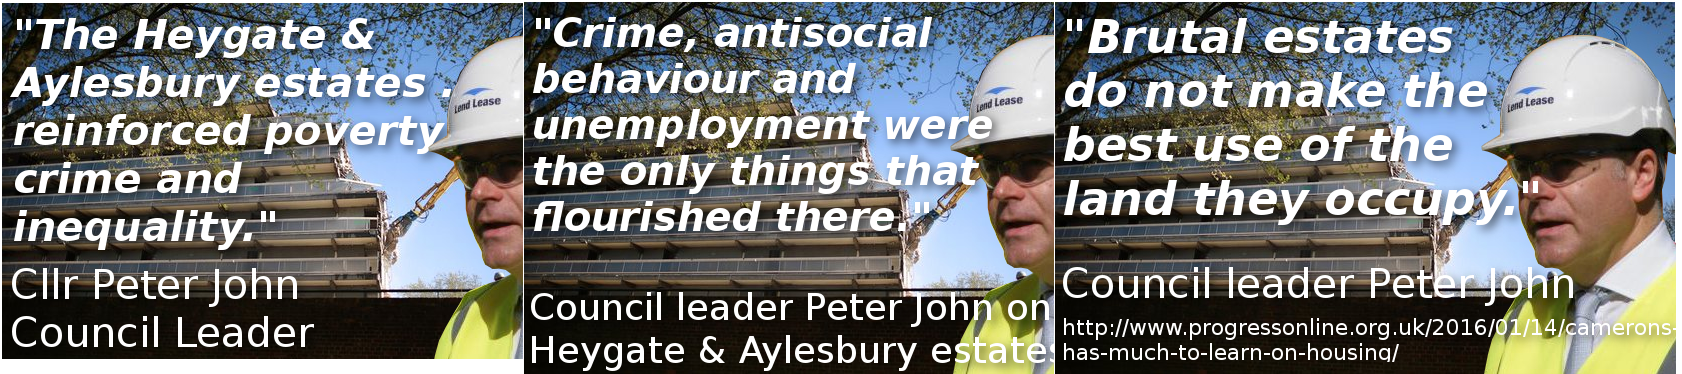 "The Heygate &
Aylesbury estates .
reinforced poverty
crime and
inequality."
Cllr Peter John
Council Leader
Lend Lease
"Crime, antisocial
behaviour and
unemployment were
the only things that
flourished there."
Council leader Peter John on
Heygate & Aylesbury estates
Lend Lease
"Brutal estates
do not make the
best use of the
land they occupy."
Council leader Peter John
http://www.progressonline.org.uk/2016/01/14/camerons-
has-much-to-learn-on-housing/
Lend Lease